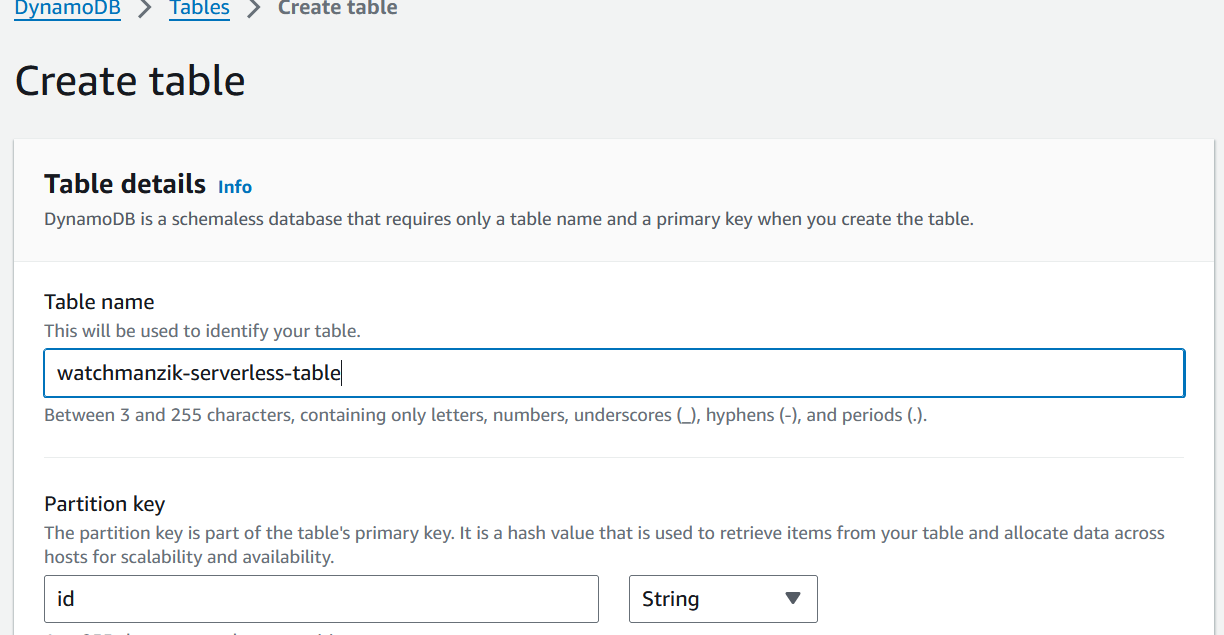 DynamoDB > Tables > Create table
Create table
Table details Info
DynamoDB is a schemaless database that requires only a table name and a primary key when you create the table.
Table name
This will be used to identify your table.
watchmanzik-serverless-table
Between 3 and 255 characters, containing only letters, numbers, underscores (_), hyphens (-), and periods (.).
Partition key
The partition key is part of the table's primary key. It is a hash value that is used to retrieve items from your table and allocate data across
hosts for scalability and availability.
id String